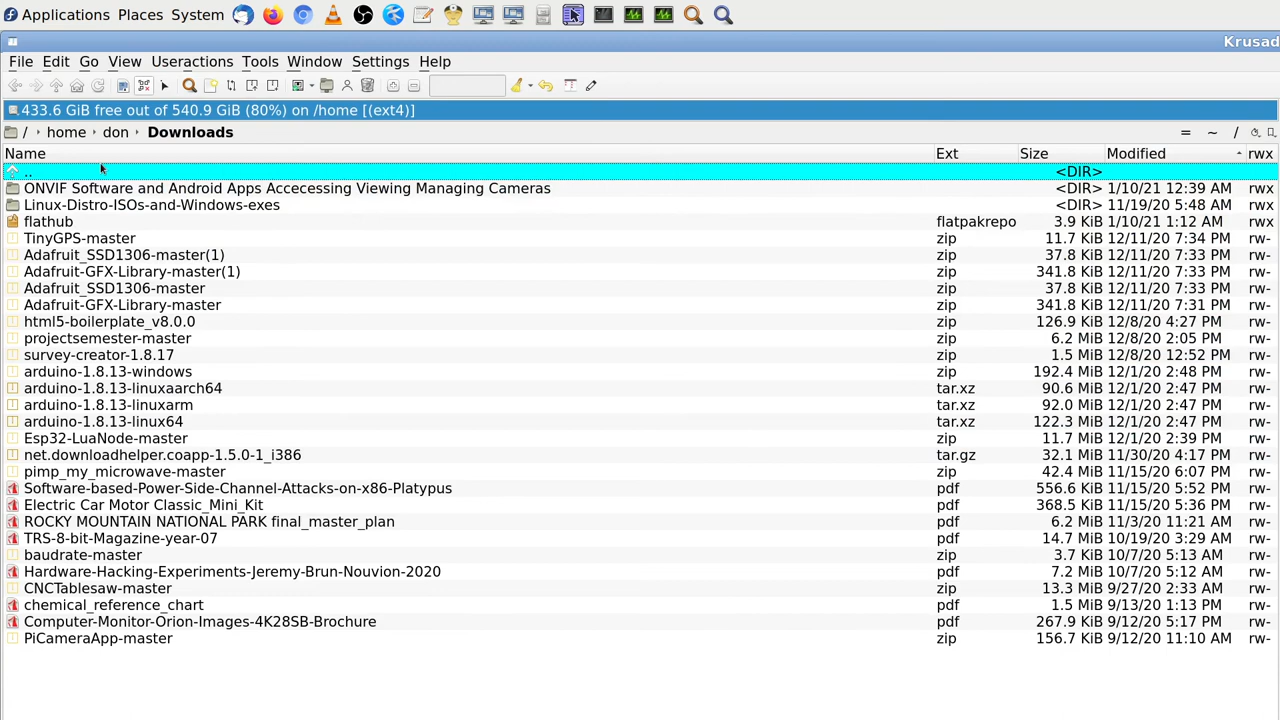 Applications Places System
Krusad
File Edit Go View Useractions Tools Window Settings Help
433.6 GiB free out of 540.9 GiB (80%) on /home [(ext4)]
/ home don Downloads = ~ /
Name Ext Size Modified rwx
.. <DIR>
ONVIF Software and Android Apps Accecessing Viewing Managing Cameras <DIR> 1/10/21 12:39 AM rwx
Linux-Distro-ISOs-and-Windows-exes <DIR> 11/19/20 5:48 AM rwx
flathub flatpakrepo 3.9 KiB 1/10/21 1:12 AM rwx
TinyGPS-master zip 11.7 KiB 12/11/20 7:34 PM rw-
Adafruit_SSD1306-master(1) zip 37.8 KiB 12/11/20 7:33 PM rw-
Adafruit-GFX-Library-master(1) zip 341.8 KiB 12/11/20 7:33 PM rw-
Adafruit_SSD1306-master zip 37.8 KiB 12/11/20 7:33 PM rw-
Adafruit-GFX-Library-master zip 341.8 KiB 12/11/20 7:31 PM rw-
html5-boilerplate_v8.0.0 zip 126.9 KiB 12/8/20 4:27 PM rw-
projectsemester-master zip 6.2 MiB 12/8/20 2:05 PM rw-
survey-creator-1.8.17 zip 1.5 MiB 12/8/20 12:52 PM rw-
arduino-1.8.13-windows zip 192.4 MiB 12/1/20 2:48 PM rw-
arduino-1.8.13-linuxaarch64 tar.xz 90.6 MiB 12/1/20 2:47 PM rw-
arduino-1.8.13-linuxarm tar.xz 92.0 MiB 12/1/20 2:47 PM rw-
arduino-1.8.13-linux64 tar.xz 122.3 MiB 12/1/20 2:47 PM rw-
Esp32-LuaNode-master zip 11.7 MiB 12/1/20 2:39 PM rw-
net.downloadhelper.coapp-1.5.0-1_i386 tar.gz 32.1 MiB 11/30/20 4:17 PM rw-
pimp_my_microwave-master zip 42.4 MiB 11/15/20 6:07 PM rw-
Software-based-Power-Side-Channel-Attacks-on-x86-Platypus pdf 556.6 KiB 11/15/20 5:52 PM rw-
Electric Car Motor Classic_Mini_Kit pdf 368.5 KiB 11/15/20 5:36 PM rw-
ROCKY MOUNTAIN NATIONAL PARK final_master_plan pdf 6.2 MiB 11/3/20 11:21 AM rw-
TRS-8-bit-Magazine-year-07 pdf 14.7 MiB 10/19/20 3:29 AM rw-
baudrate-master zip 3.7 KiB 10/7/20 5:13 AM rw-
Hardware-Hacking-Experiments-Jeremy-Brun-Nouvion-2020 pdf 7.2 MiB 10/7/20 5:12 AM rw-
CNCTablesaw-master zip 13.3 MiB 9/27/20 2:33 AM rw-
chemical_reference_chart pdf 1.5 MiB 9/13/20 1:13 PM rw-
Computer-Monitor-Orion-Images-4K28SB-Brochure pdf 267.9 KiB 9/12/20 5:17 PM rw-
PiCameraApp-master zip 156.7 KiB 9/12/20 11:10 AM rw-